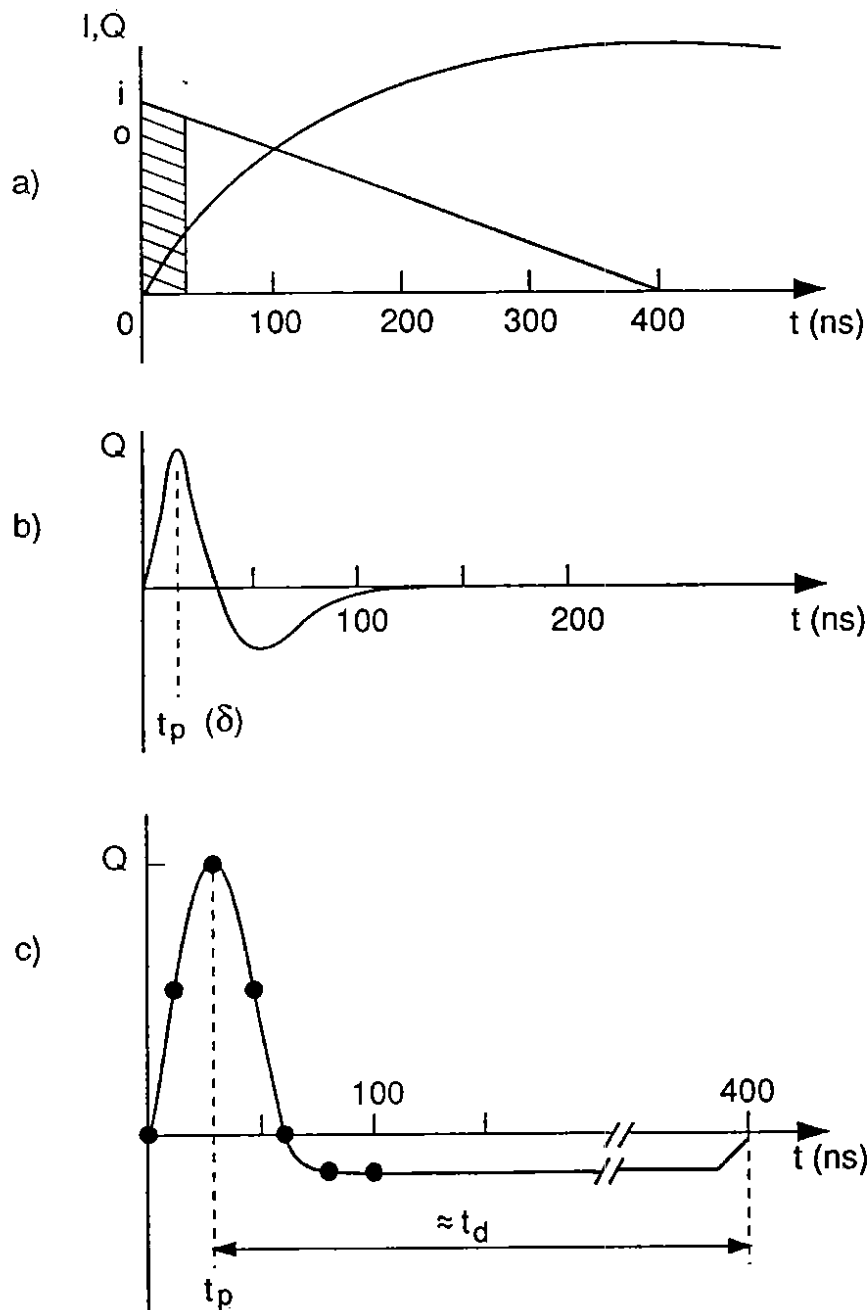 I,Q
i
o
a)
0
100 200 300 400
t (ns)
Q
b)
100 200
t (ns)
tp (δ)
Q
c)
100 400
t (ns)
≈ td
tp